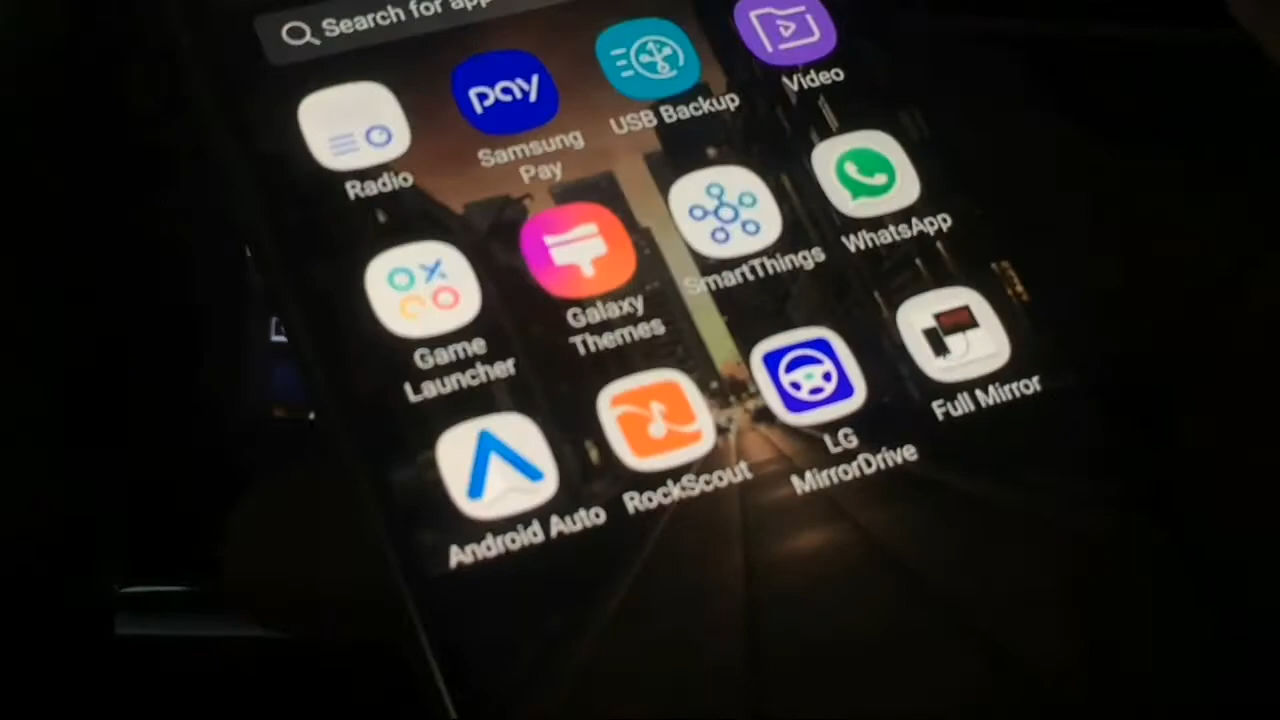 Search for app
Radio
pay
Samsung
Pay
USB Backup
Video
Game
Launcher
Galaxy
Themes
SmartThings
WhatsApp
Android Auto
RockScout
LG
MirrorDrive
Full Mirror